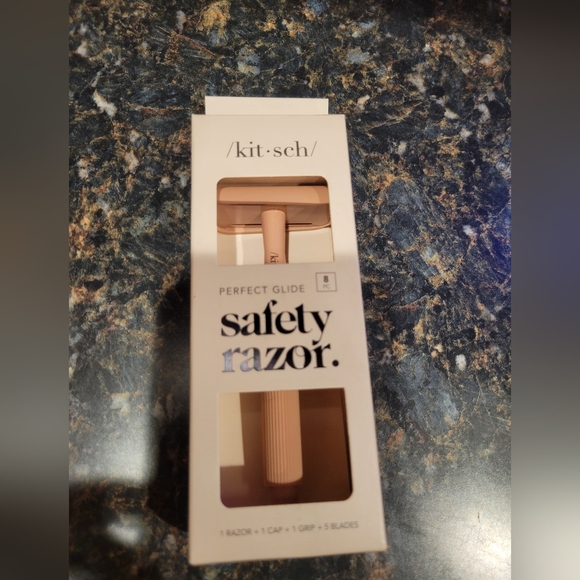 /kit·sch/
PERFECT GLIDE
8
PC
safety
razor.
1 RAZOR + 1 CAP + 1 GRIP + 5 BLADES